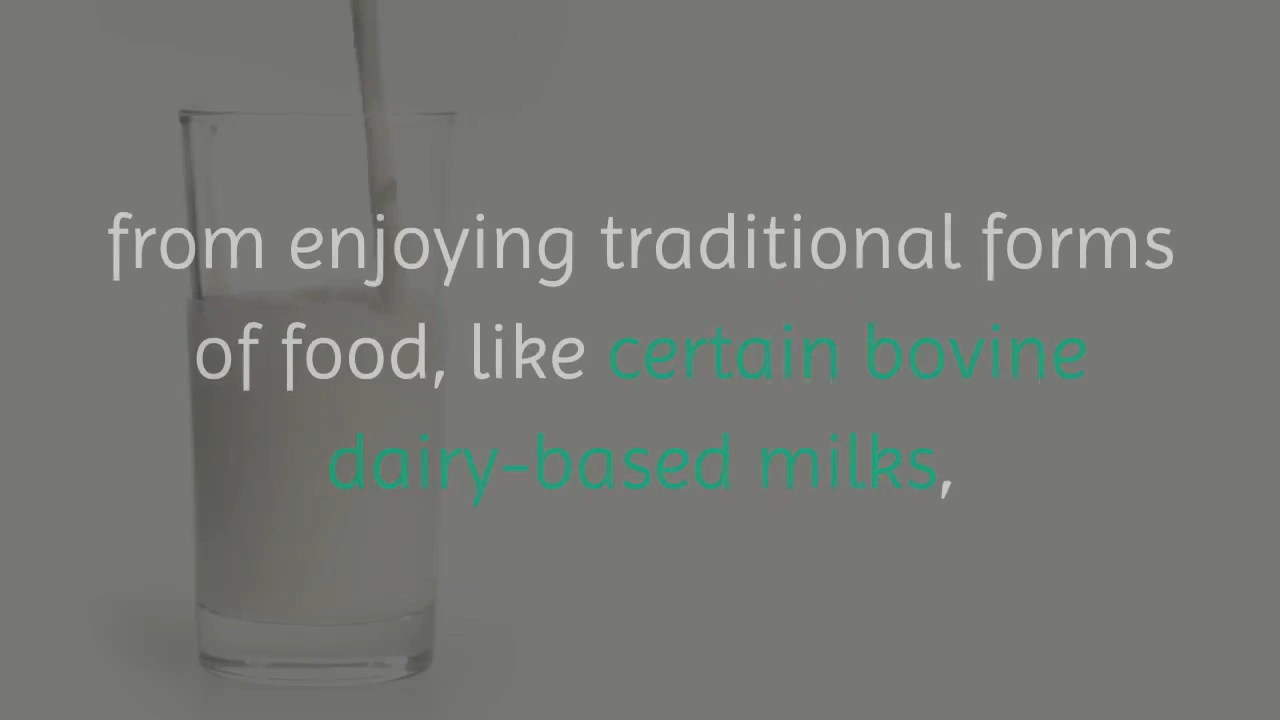 from enjoying traditional forms
of food, like certain bovine
dairy-based milks,